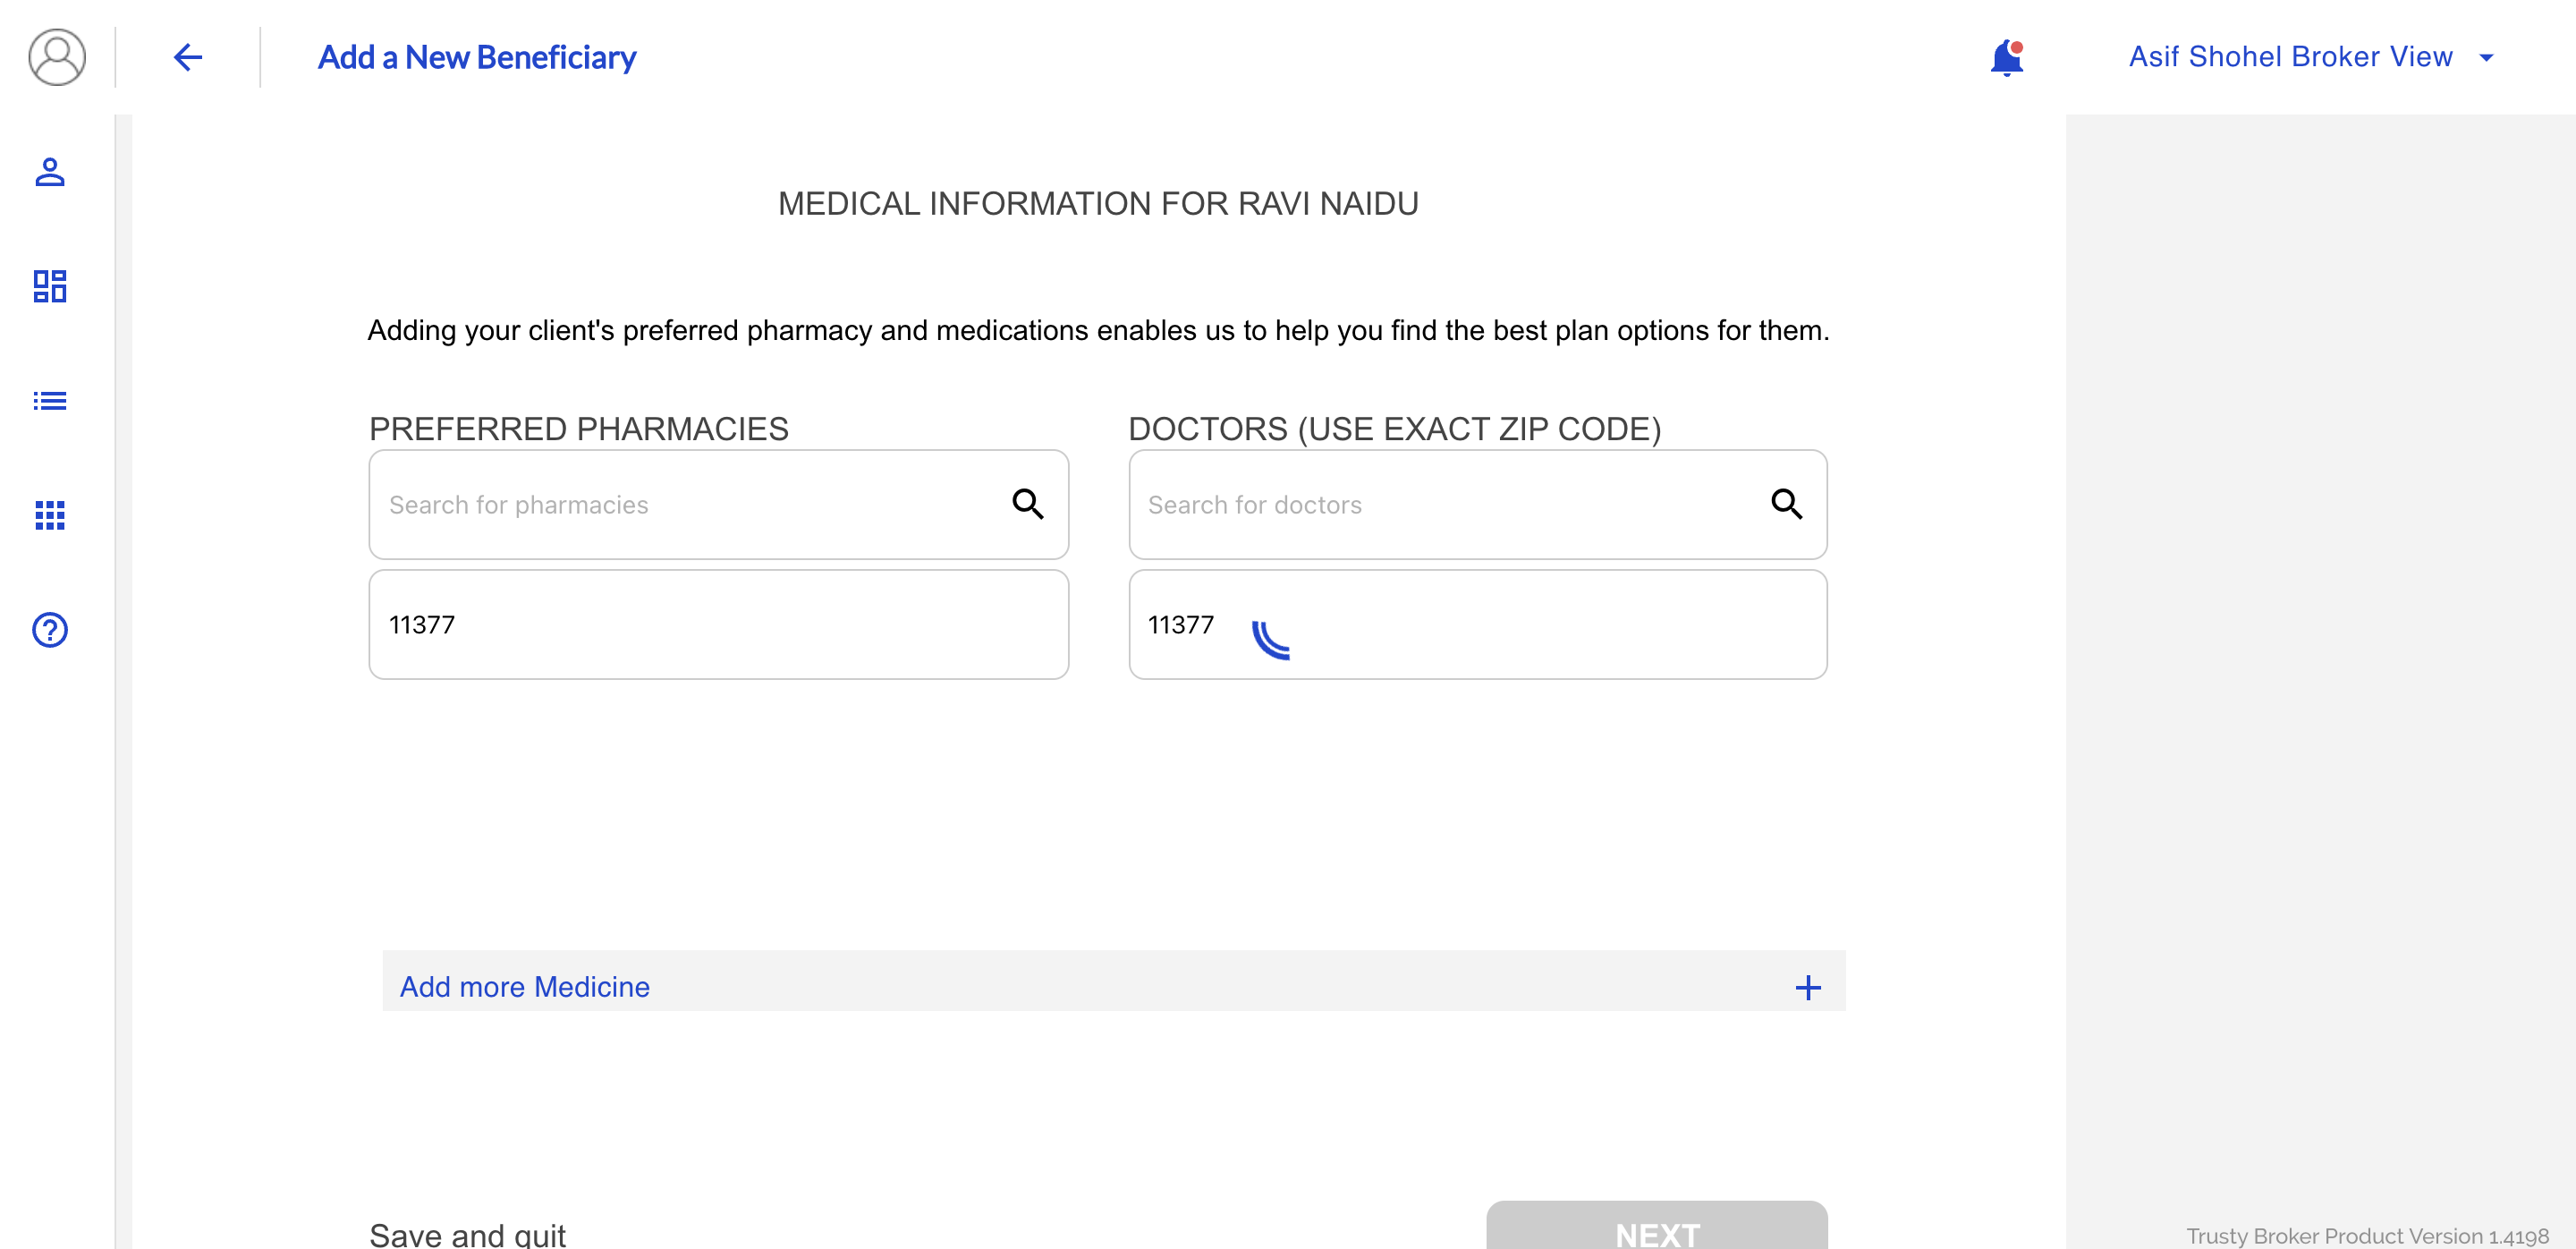 Add a New Beneficiary
Asif Shohel Broker View
MEDICAL INFORMATION FOR RAVI NAIDU
Adding your client's preferred pharmacy and medications enables us to help you find the best plan options for them.
PREFERRED PHARMACIES
DOCTORS (USE EXACT ZIP CODE)
Search for pharmacies
Search for doctors
11377
11377
Add more Medicine
Save and quit
NEXT
Trusty Broker Product Version 1.4198